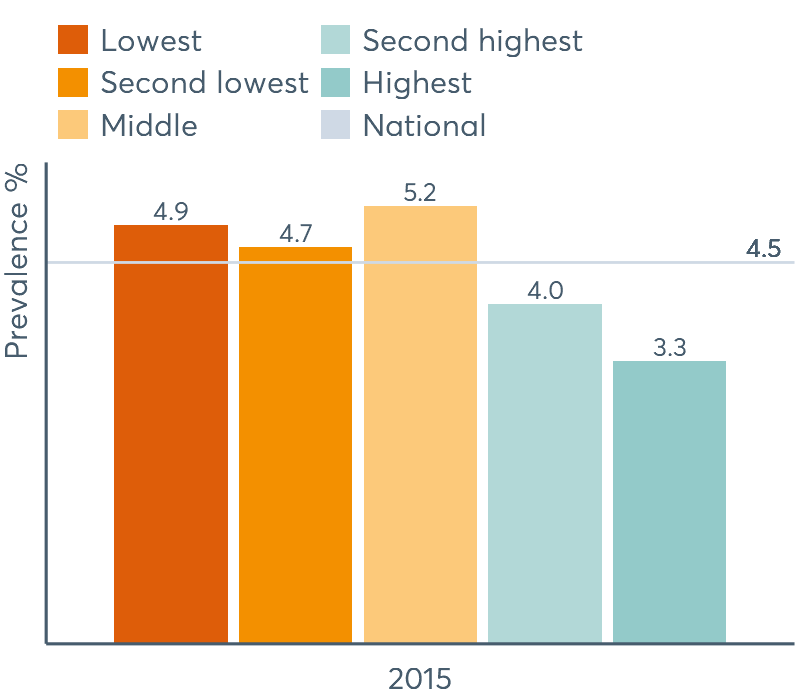 Lowest
Second lowest
Middle
Second highest
Highest
National
Prevalence %
4.9
4.7
5.2
4.0
3.3
4.5
2015